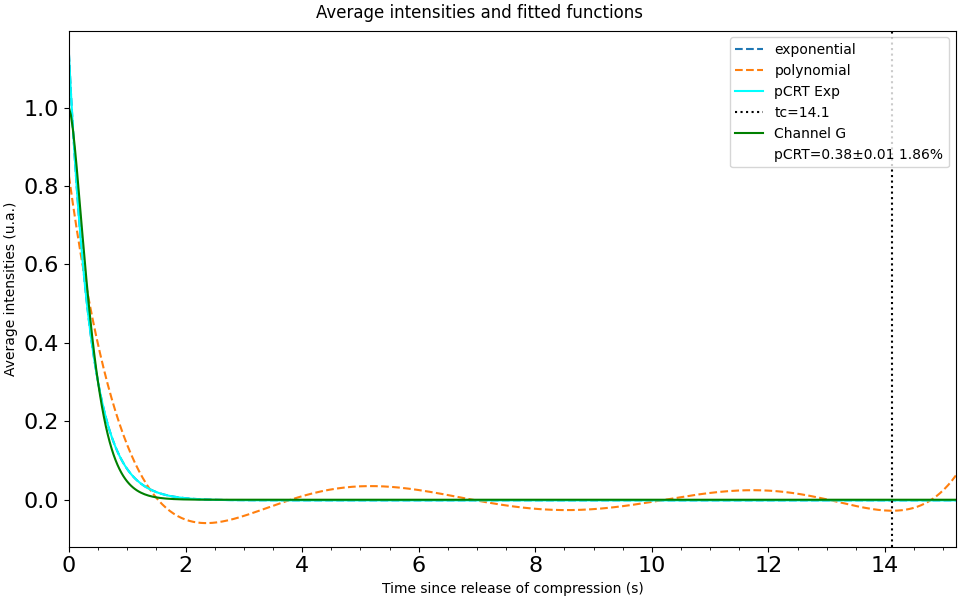 Average intensities and fitted functions
exponential
polynomial
pCRT Exp
tc=14.1
Channel G
pCRT=0.38±0.01 1.86%
Average intensities (u.a.)
1.0
0.8
0.6
0.4
0.2
0.0
0 2 4 6 8 10 12 14
Time since release of compression (s)